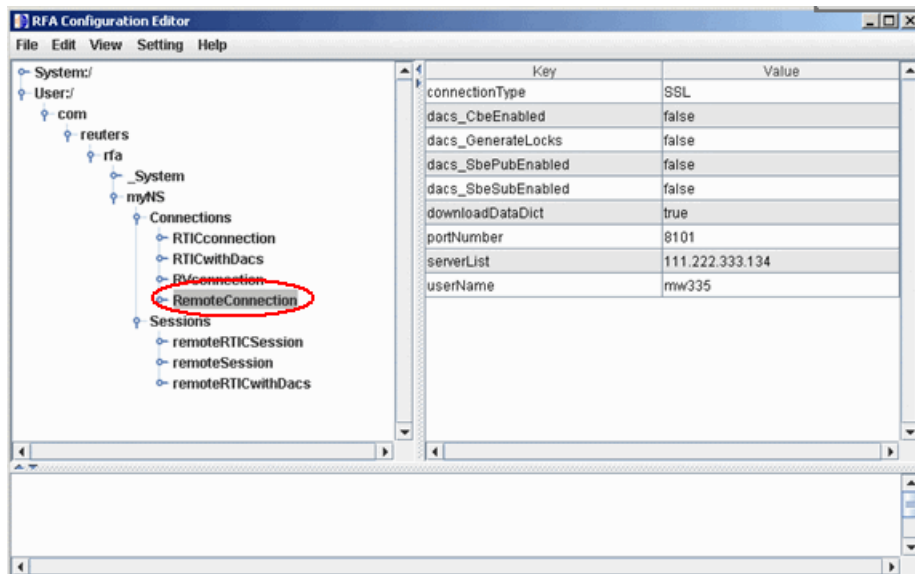 RFA Configuration Editor
File Edit View Setting Help
System:/
User:/
com
reuters
rfa
_System
myNS
Connections
RTICconnection
RTICwithDacs
RVconnection
RemoteConnection
Sessions
remoteRTICSession
remoteSession
remoteRTICwithDacs
Key Value
connectionType SSL
dacs_CbeEnabled false
dacs_GenerateLocks false
dacs_SbePubEnabled false
dacs_SbeSubEnabled false
downloadDataDict true
portNumber 8101
serverList 111.222.333.134
userName mw335